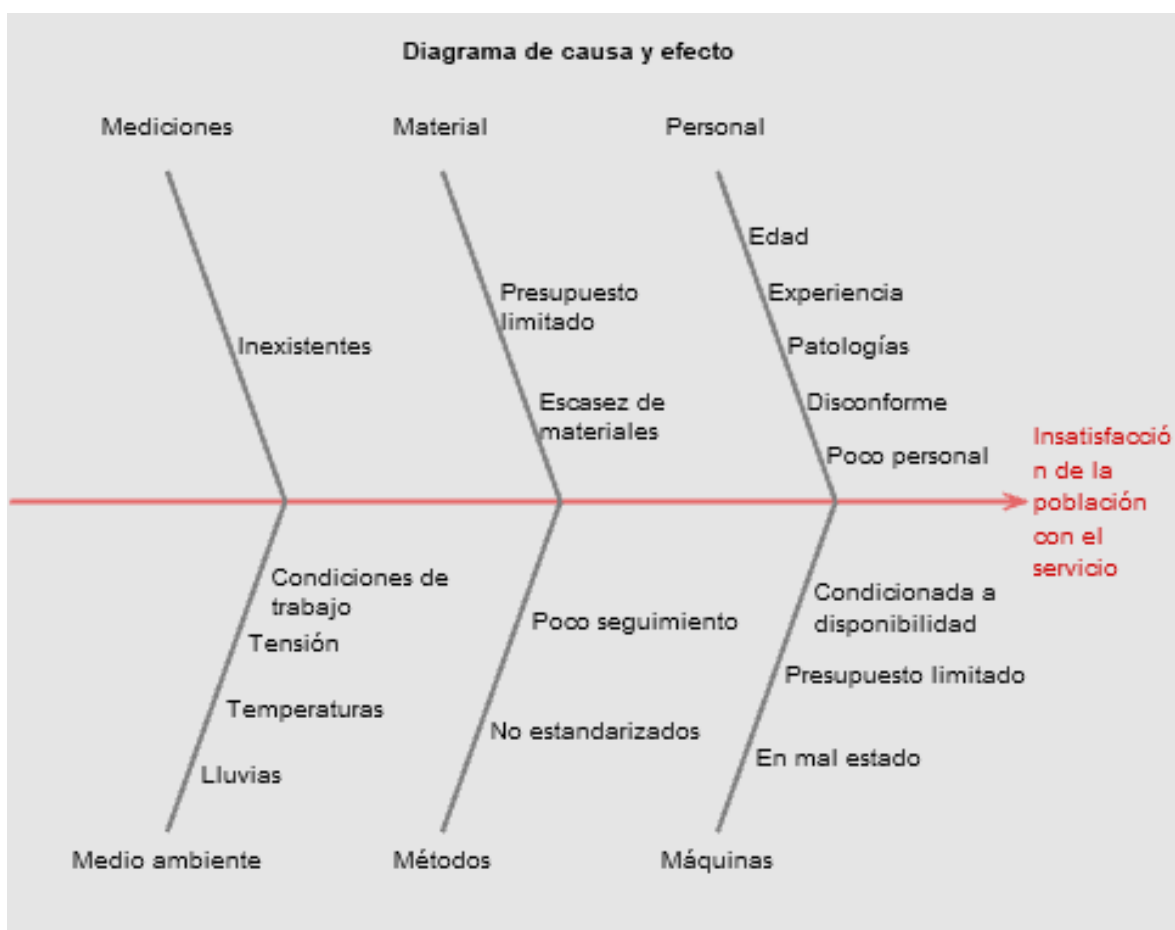 Diagrama de causa y efecto
Mediciones
Material
Personal
Edad
Experiencia
Patologías
Disconforme
Poco personal
Presupuesto
limitado
Escasez de
materiales
Inexistentes
Insatisfacció
n de la
población
con el
servicio
Condiciones de
trabajo
Tensión
Temperaturas
Lluvias
Poco seguimiento
No estandarizados
Condicionada a
disponibilidad
Presupuesto limitado
En mal estado
Medio ambiente
Métodos
Máquinas